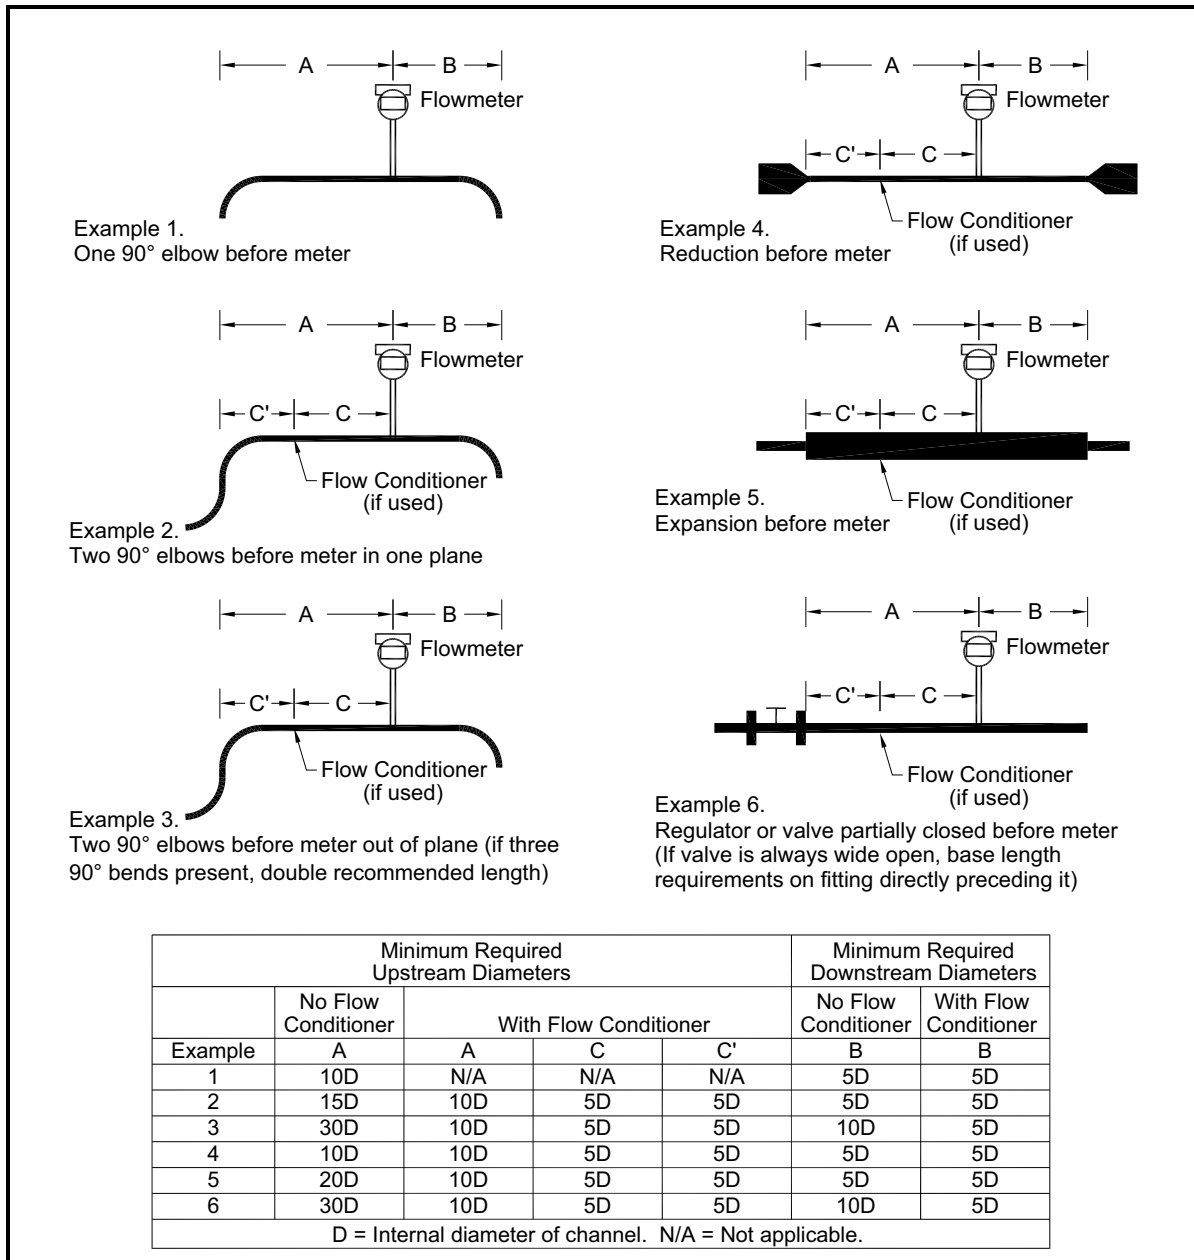 A
B
Flowmeter
Example 1.
One 90° elbow before meter
A
B
Flowmeter
C'
C
Flow Conditioner
(if used)
Example 2.
Two 90° elbows before meter in one plane
A
B
Flowmeter
C'
C
Flow Conditioner
(if used)
Example 3.
Two 90° elbows before meter out of plane (if three
90° bends present, double recommended length)
A
B
Flowmeter
C'
C
Flow Conditioner
(if used)
Example 4.
Reduction before meter
A
B
Flowmeter
C'
C
Flow Conditioner
(if used)
Example 5.
Expansion before meter
A
B
Flowmeter
C'
C
Flow Conditioner
(if used)
Example 6.
Regulator or valve partially closed before meter
(If valve is always wide open, base length
requirements on fitting directly preceding it)
Minimum Required
Upstream Diameters
Minimum Required
Downstream Diameters
No Flow
Conditioner
With Flow Conditioner
No Flow
Conditioner
With Flow
Conditioner
Example A A C C' B B
1 10D N/A N/A N/A 5D 5D
2 15D 10D 5D 5D 5D 5D
3 30D 10D 5D 5D 10D 5D
4 10D 10D 5D 5D 5D 5D
5 20D 10D 5D 5D 5D 5D
6 30D 10D 5D 5D 10D 5D
D = Internal diameter of channel. N/A = Not applicable.